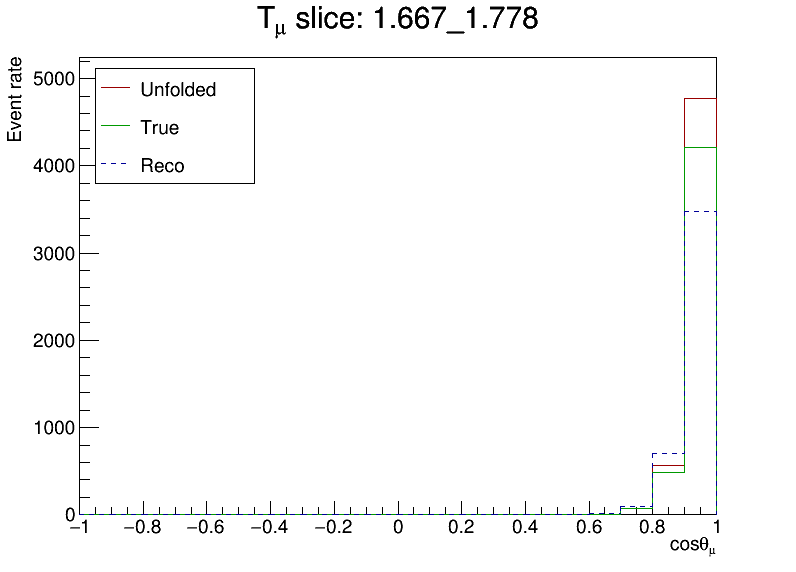 Tμ slice: 1.667_1.778
Event rate
5000
4000
3000
2000
1000
0
Unfolded
True
Reco
−1 −0.8 −0.6 −0.4 −0.2 0 0.2 0.4 0.6 0.8 1
cosθμ